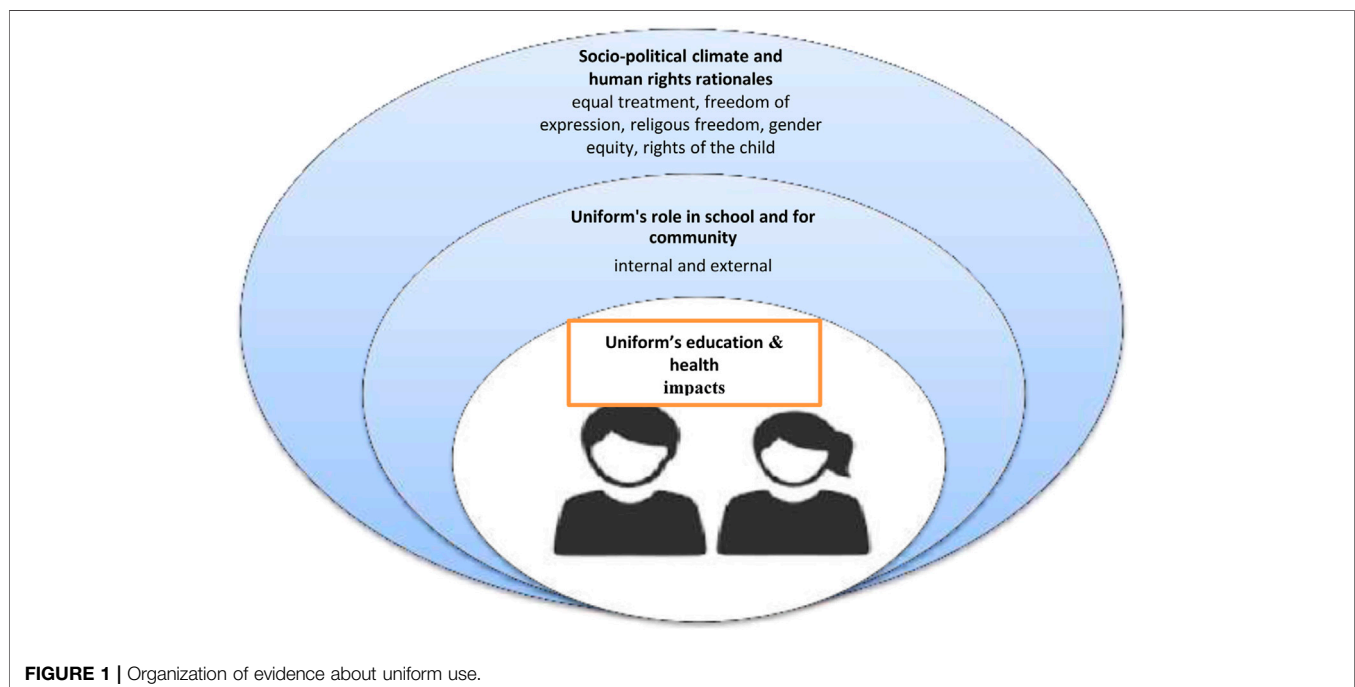 Socio-political climate and
human rights rationales
equal treatment, freedom of
expression, religous freedom, gender
equity, rights of the child
Uniform's role in school and for
community
internal and external
Uniform’s education &
health
impacts
FIGURE 1 | Organization of evidence about uniform use.